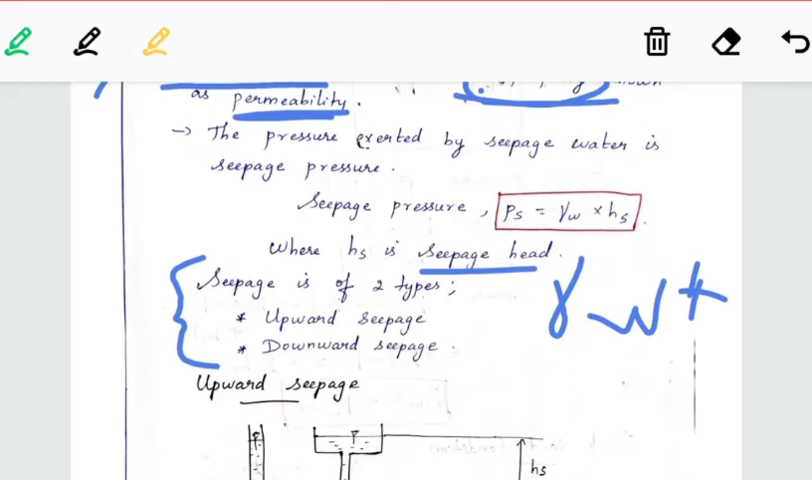 as permeability.
→ The pressure exerted by seepage water is
seepage pressure.
Seepage pressure, Ps = γw × hs.
Where hs is seepage head.
Seepage is of 2 types;
* Upward seepage
* Downward seepage.
γw *
Upward seepage
hs